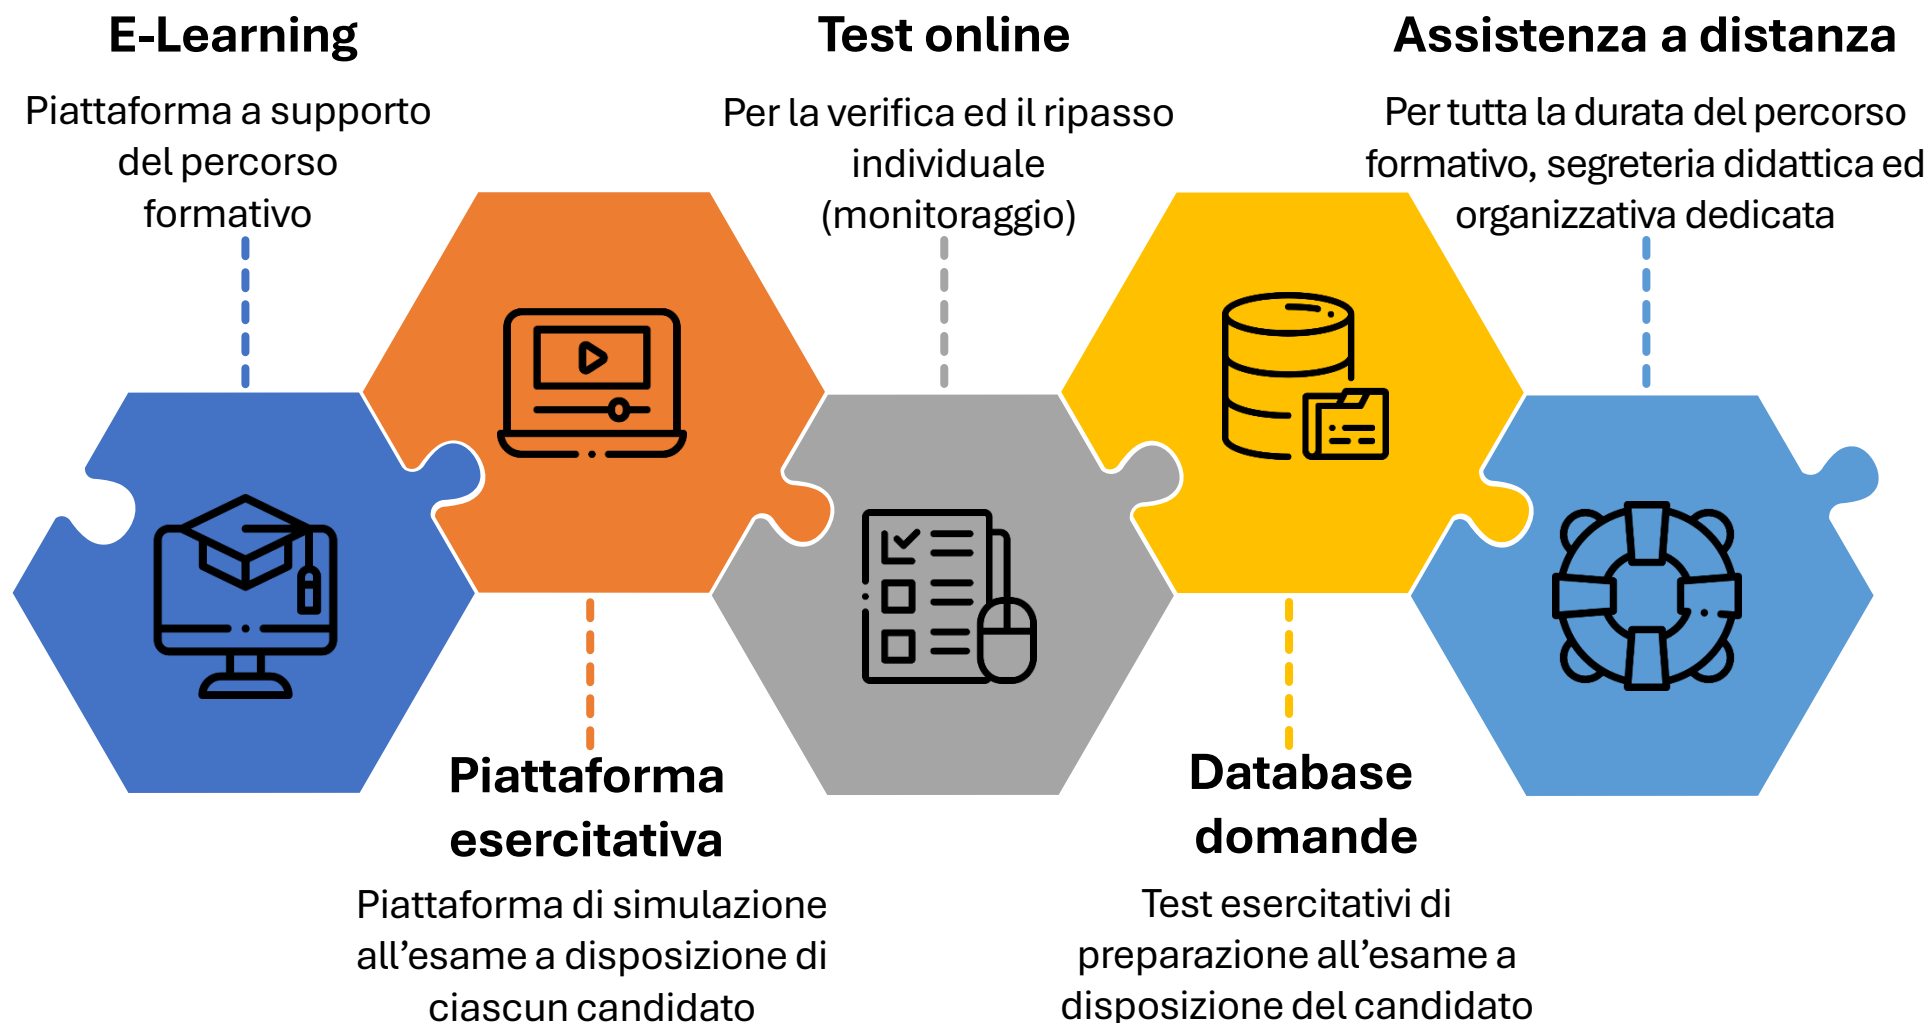 E-Learning
Piattaforma a supporto
del percorso
formativo
Test online
Per la verifica ed il ripasso
individuale
(monitoraggio)
Assistenza a distanza
Per tutta la durata del percorso
formativo, segreteria didattica ed
organizzativa dedicata
Piattaforma
esercitativa
Piattaforma di simulazione
all’esame a disposizione di
ciascun candidato
Database
domande
Test esercitativi di
preparazione all’esame a
disposizione del candidato